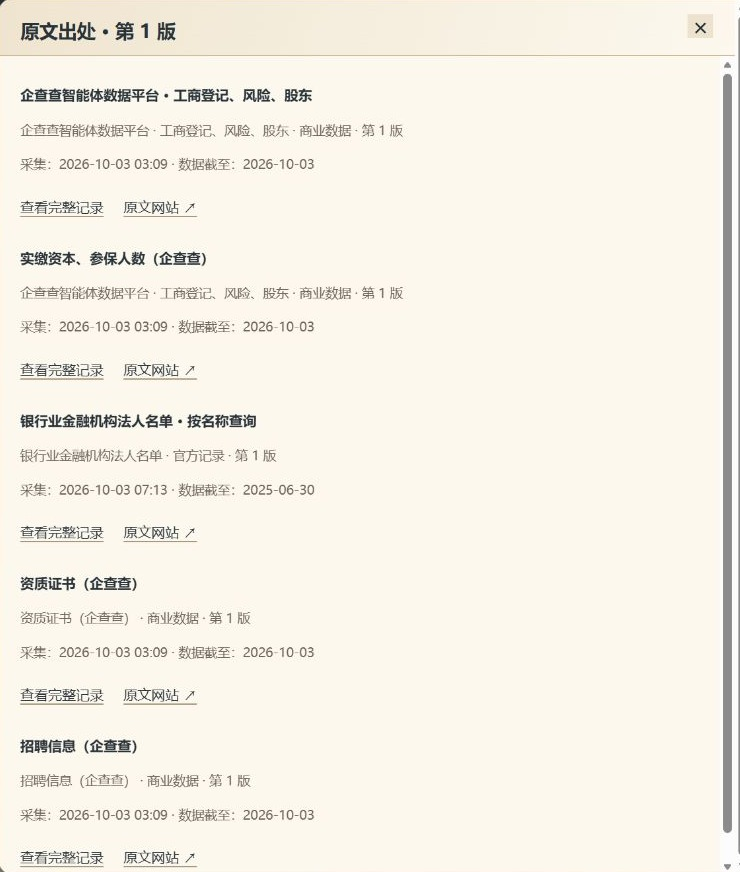 原文出处・第 1 版
×
企查查智能体数据平台・工商登记、风险、股东
企查查智能体数据平台 · 工商登记、风险、股东 · 商业数据 · 第 1 版
采集：2026-10-03 03:09 · 数据截至：2026-10-03
查看完整记录 原文网站 ↗
实缴资本、参保人数（企查查）
企查查智能体数据平台 · 工商登记、风险、股东 · 商业数据 · 第 1 版
采集：2026-10-03 03:09 · 数据截至：2026-10-03
查看完整记录 原文网站 ↗
银行业金融机构法人名单・按名称查询
银行业金融机构法人名单 · 官方记录 · 第 1 版
采集：2026-10-03 07:13 · 数据截至：2025-06-30
查看完整记录 原文网站 ↗
资质证书（企查查）
资质证书（企查查） · 商业数据 · 第 1 版
采集：2026-10-03 03:09 · 数据截至：2026-10-03
查看完整记录 原文网站 ↗
招聘信息（企查查）
招聘信息（企查查） · 商业数据 · 第 1 版
采集：2026-10-03 03:09 · 数据截至：2026-10-03
查看完整记录 原文网站 ↗